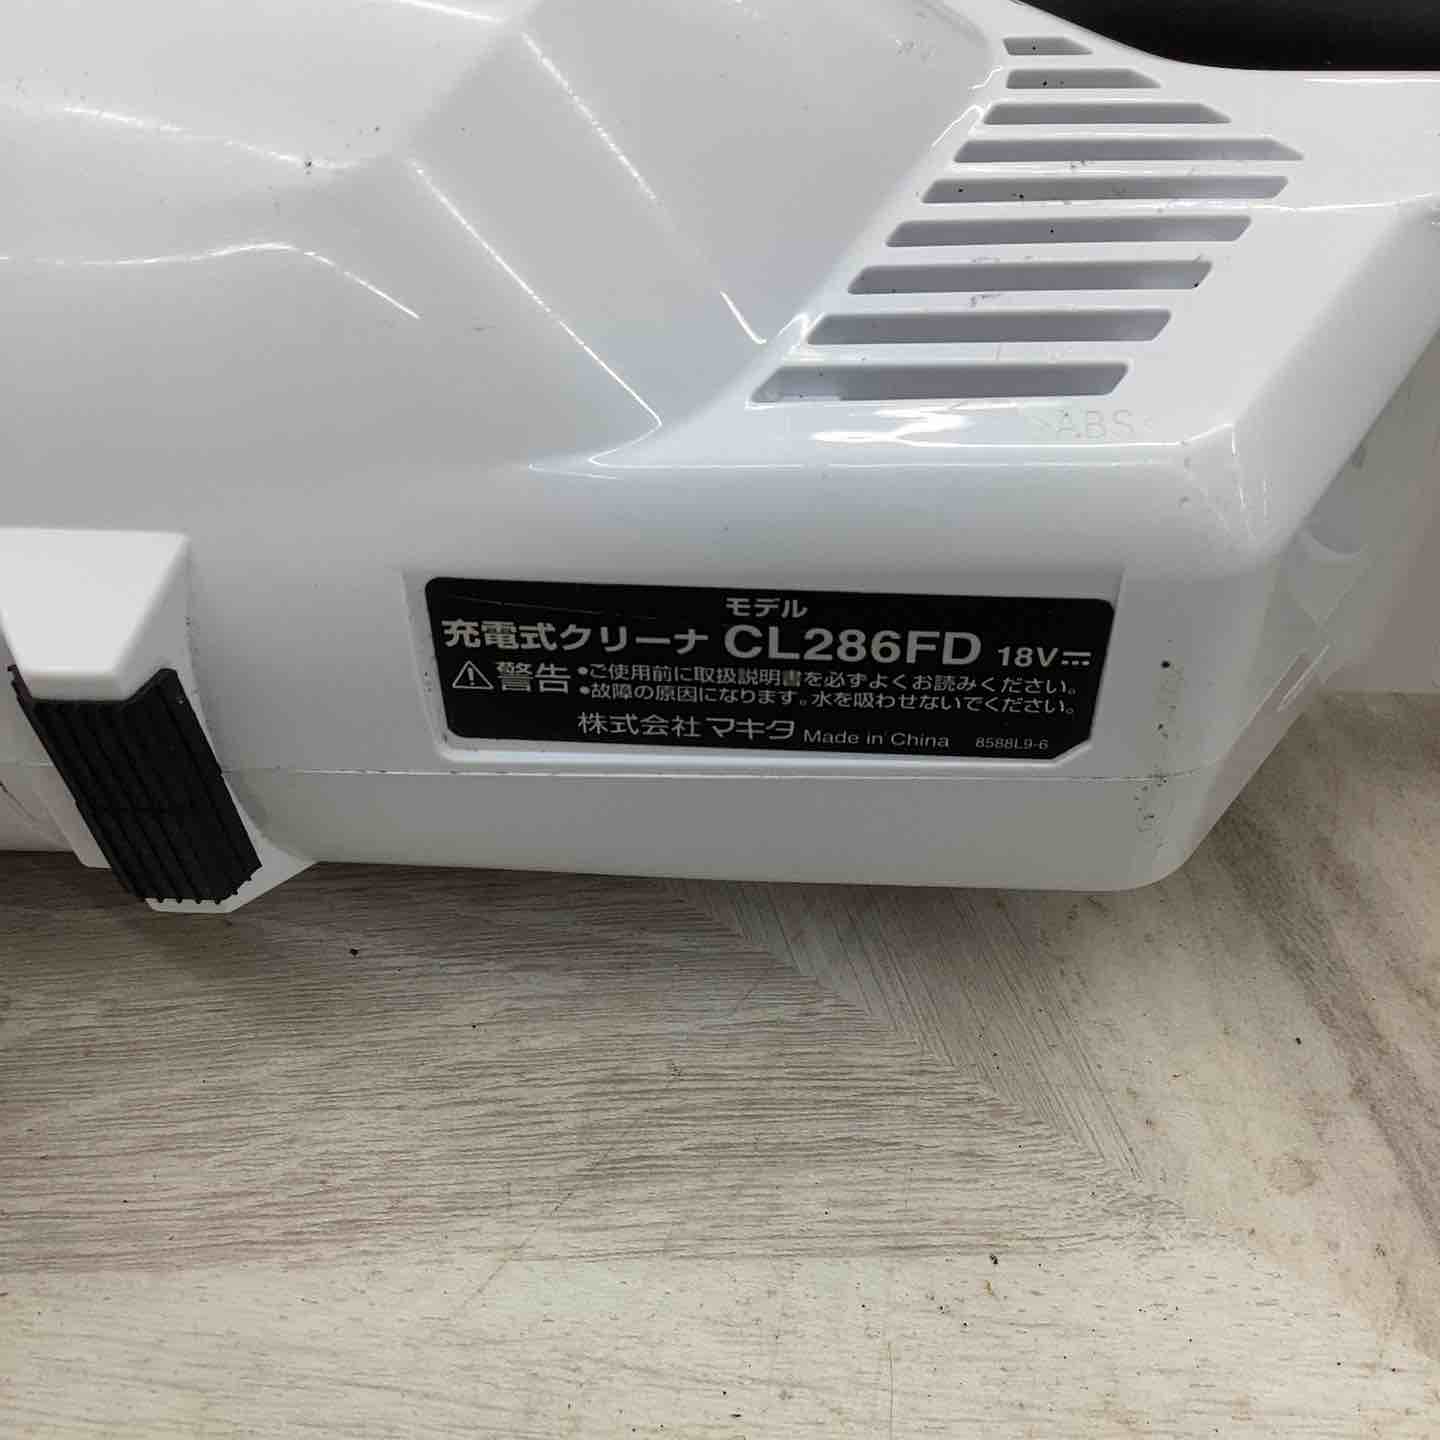 >ABS<
モデル
充電式クリーナ CL286FD 18V⎓
警告 •ご使用前に取扱説明書を必ずよくお読みください。
•故障の原因になります。水を吸わせないでください。
株式会社マキタ Made in China 8588L9-6